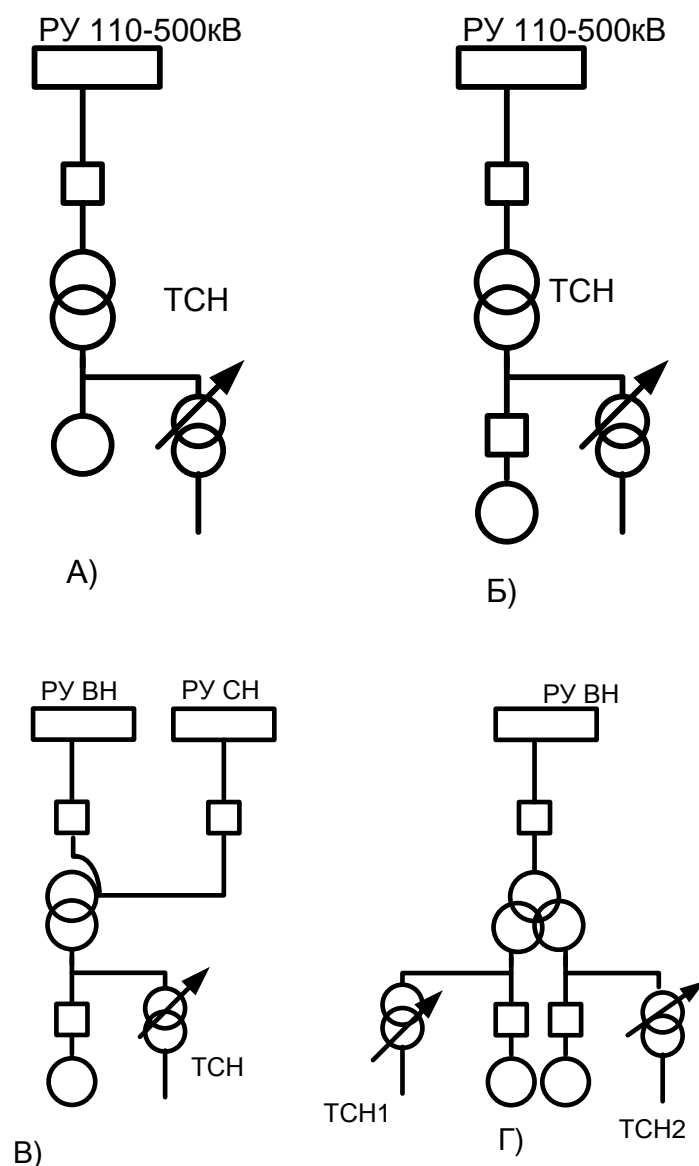 РУ 110-500кВ
РУ 110-500кВ
ТСН
ТСН
А)
Б)
РУ ВН
РУ СН
РУ ВН
ТСН
ТСН1
ТСН2
В)
Г)